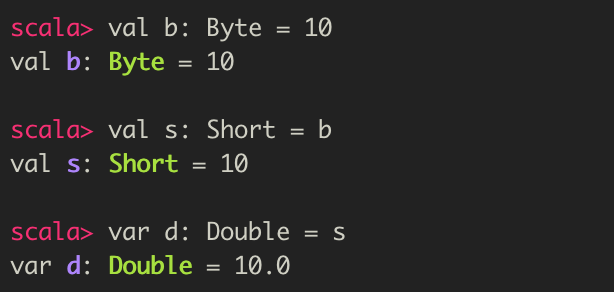 scala> val b: Byte = 10
val b: Byte = 10
scala> val s: Short = b
val s: Short = 10
scala> var d: Double = s
var d: Double = 10.0